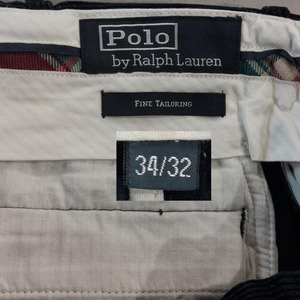 Polo
by Ralph Lauren
FINE TAILORING
34/32